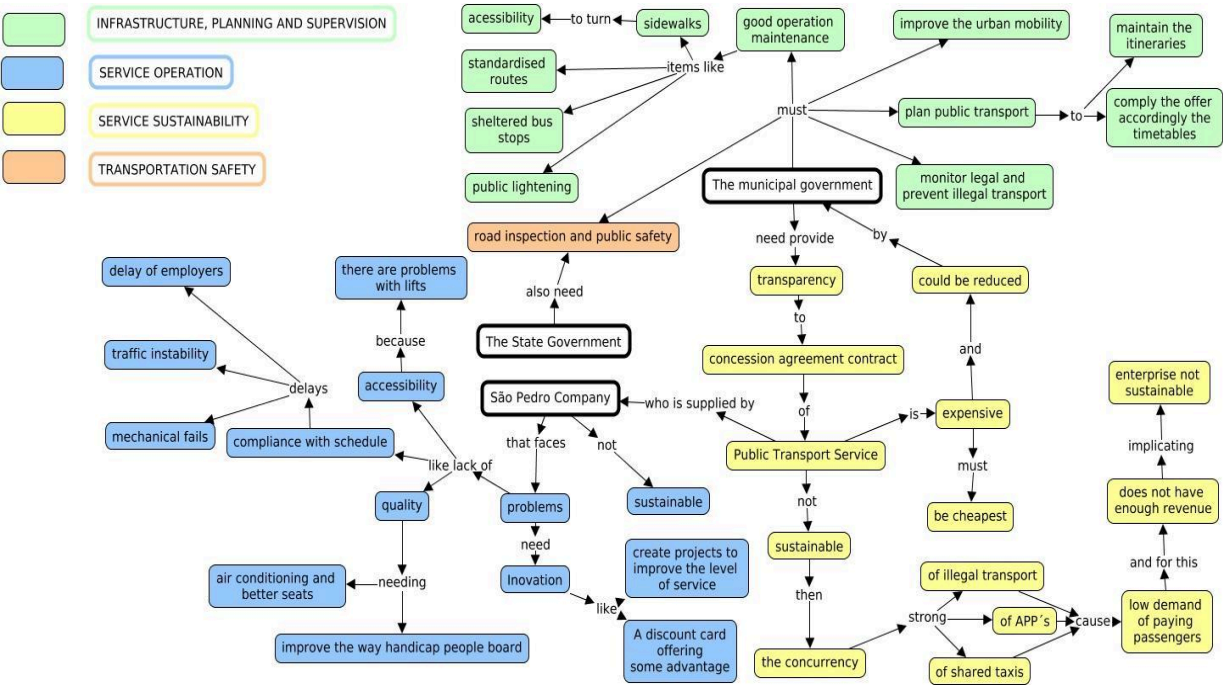 INFRASTRUCTURE, PLANNING AND SUPERVISION
SERVICE OPERATION
SERVICE SUSTAINABILITY
TRANSPORTATION SAFETY
acessibility
to turn
sidewalks
good operation
maintenance
improve the urban mobility
maintain the
itineraries
standardised
routes
items like
must
plan public transport
to
comply the offer
accordingly the
timetables
sheltered bus
stops
public lightening
The municipal government
monitor legal and
prevent illegal transport
road inspection and public safety
need provide
by
delay of employers
there are problems
with lifts
also need
transparency
could be reduced
to
because
The State Government
and
traffic instability
concession agreement contract
enterprise not
sustainable
delays
accessibility
São Pedro Company
who is supplied by
of
is
expensive
mechanical fails
compliance with schedule
that faces
not
Public Transport Service
implicating
like lack of
must
quality
problems
sustainable
not
does not have
enough revenue
be cheapest
need
sustainable
create projects to
improve the level
of service
and for this
air conditioning and
better seats
needing
Inovation
of illegal transport
then
like
strong
of APP´s
cause
low demand
of paying
passengers
improve the way handicap people board
A discount card
offering
some advantage
the concurrency
of shared taxis